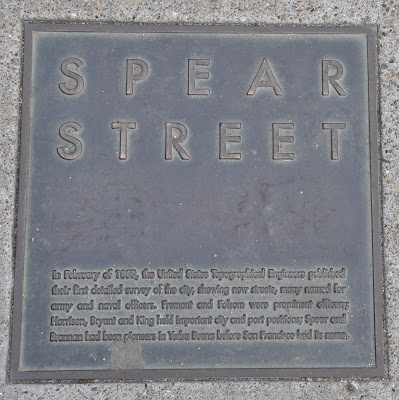 SPEAR
STREET
In February of the United States Topographical Engineers published
their first detailed survey of the city, showing new streets, many named for
army and naval officers. Fremont and Folsom were prominent officers;
Harrison, Bryant and King held important city and port positions; Spear and
Brannan had been pioneers in Yerba Buena before San Francisco had its name.